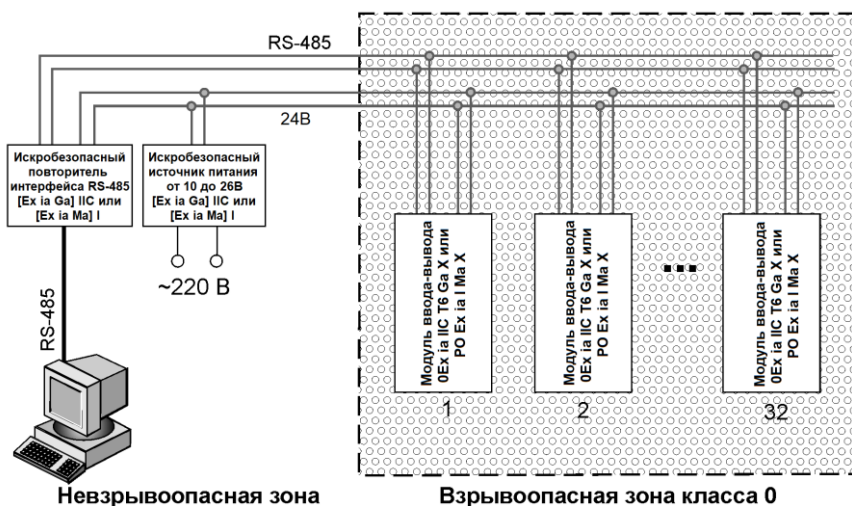 RS-485
24В
Искробезопасный
повторитель
интерфейса RS-485
[Ex ia Ga] IIC или
[Ex ia Ma] I
Искробезопасный
источник питания
от 10 до 26В
[Ex ia Ga] IIC или
[Ex ia Ma] I
~220 В
RS-485
Модуль ввода-вывода
0Ex ia IIC T6 Ga X или
PO Ex ia I Ma X
1
Модуль ввода-вывода
0Ex ia IIC T6 Ga X или
PO Ex ia I Ma X
2
Модуль ввода-вывода
0Ex ia IIC T6 Ga X или
PO Ex ia I Ma X
32
Невзрывоопасная зона
Взрывоопасная зона класса 0